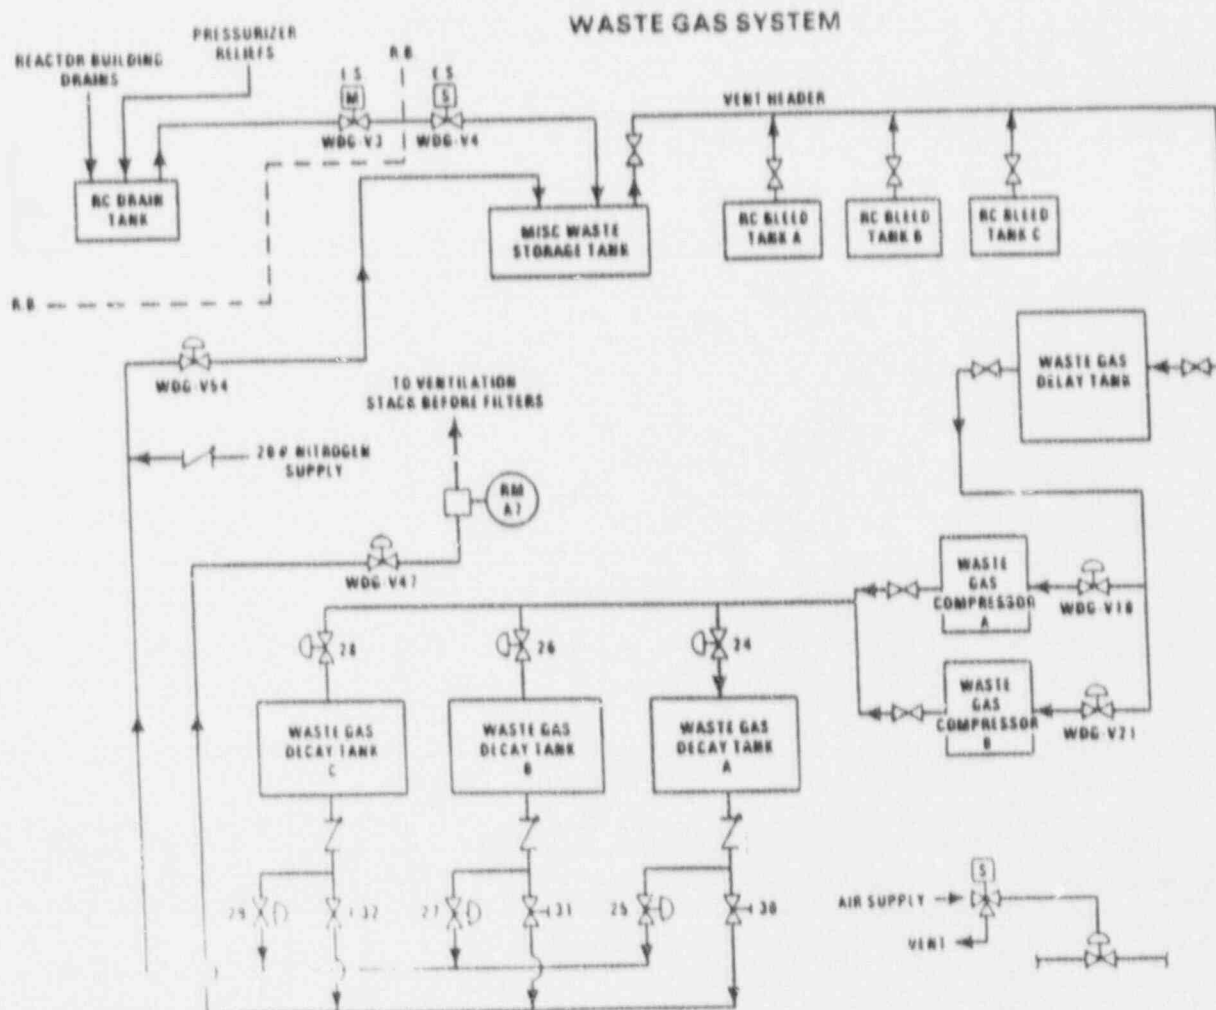 WASTE GAS SYSTEM
PRESSURIZER
RELIEFS
REACTOR BUILDING
DRAINS
R.B.
E S
M
E S
S
WDG-V3
WDG-V4
VENT HEADER
RC DRAIN
TANK
MISC WASTE
STORAGE TANK
RC BLEED
TANK A
RC BLEED
TANK B
RC BLEED
TANK C
R.B.
WDG-V54
TO VENTILATION
STACK BEFORE FILTERS
WASTE GAS
DELAY TANK
20# NITROGEN
SUPPLY
RM
A7
WDG-V47
WASTE
GAS
COMPRESSOR
A
WDG-V18
28
26
24
WASTE GAS
DECAY TANK
C
WASTE GAS
DECAY TANK
B
WASTE GAS
DECAY TANK
A
WASTE
GAS
COMPRESSOR
B
WDG-V21
29
32
27
31
25
30
S
AIR SUPPLY
VENT